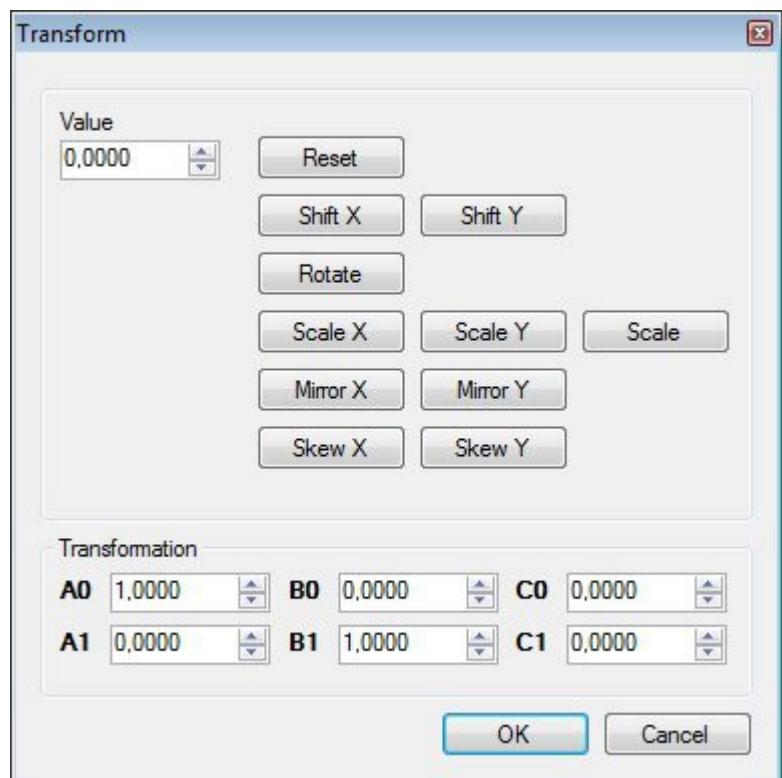 Transform
Value
0,0000
Reset
Shift X Shift Y
Rotate
Scale X Scale Y Scale
Mirror X Mirror Y
Skew X Skew Y
Transformation
A0 1,0000 B0 0,0000 C0 0,0000
A1 0,0000 B1 1,0000 C1 0,0000
OK Cancel